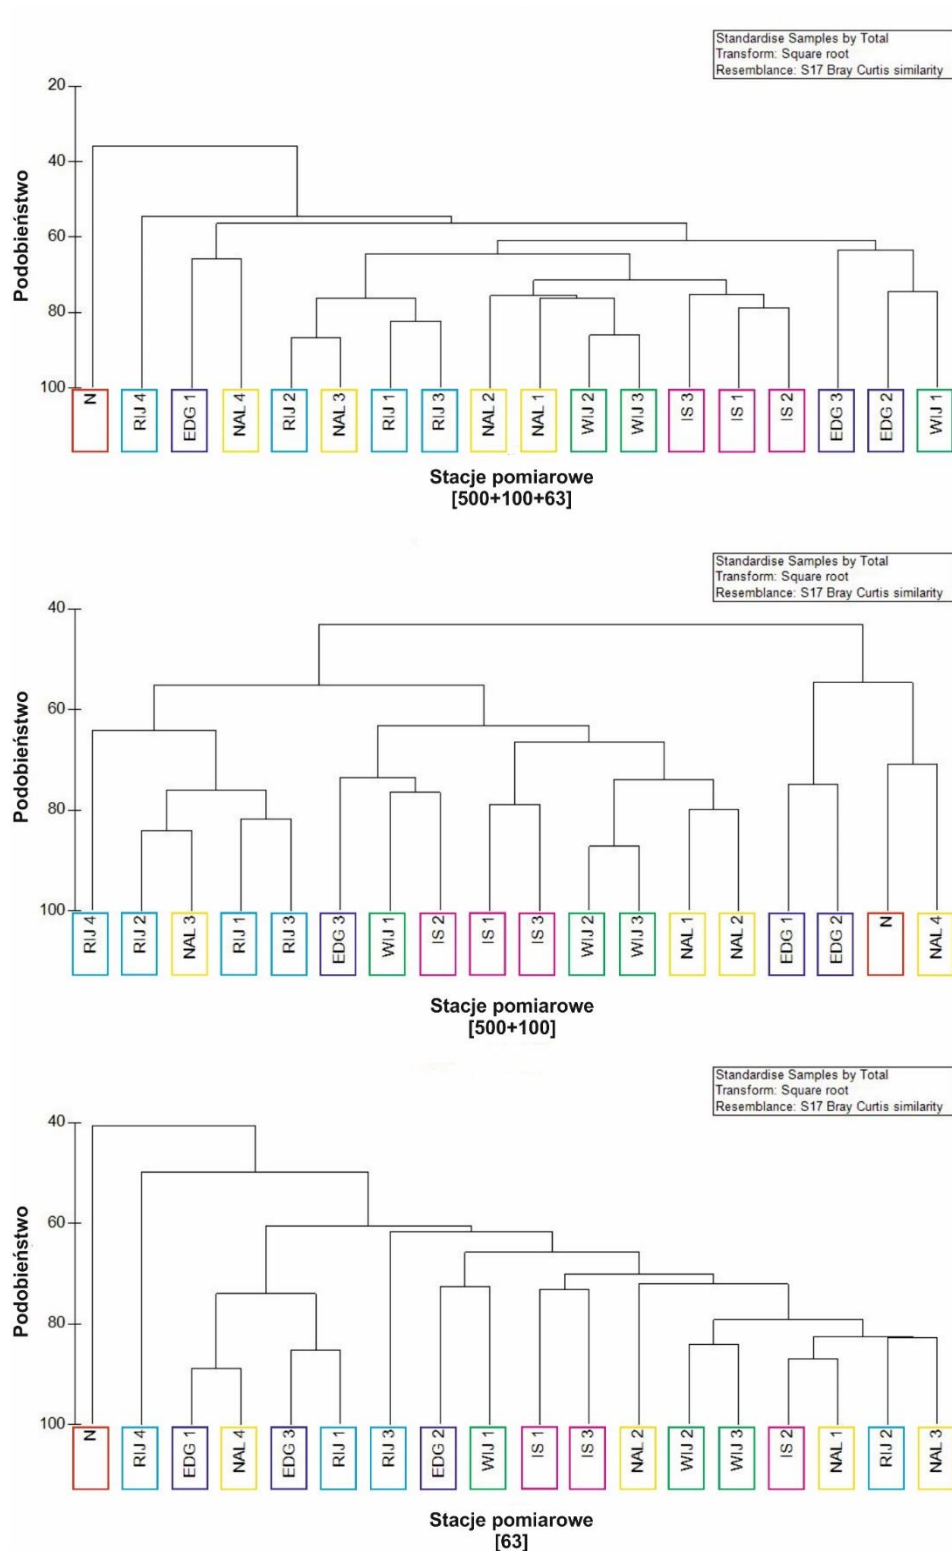 Standardise Samples by Total
Transform: Square root
Resemblance: S17 Bray Curtis similarity
Podobieństwo
20
40
60
80
100
N
RIJ 4
EDG 1
NAL 4
RIJ 2
NAL 3
RIJ 1
RIJ 3
NAL 2
NAL 1
WIJ 2
WIJ 3
IS 3
IS 1
IS 2
EDG 3
EDG 2
WIJ 1
Stacje pomiarowe
[500+100+63]
Standardise Samples by Total
Transform: Square root
Resemblance: S17 Bray Curtis similarity
Podobieństwo
40
60
80
100
RIJ 4
RIJ 2
NAL 3
RIJ 1
RIJ 3
EDG 3
WIJ 1
IS 2
IS 1
IS 3
WIJ 2
WIJ 3
NAL 1
NAL 2
EDG 1
EDG 2
N
NAL 4
Stacje pomiarowe
[500+100]
Standardise Samples by Total
Transform: Square root
Resemblance: S17 Bray Curtis similarity
Podobieństwo
40
60
80
100
N
RIJ 4
EDG 1
NAL 4
EDG 3
RIJ 1
RIJ 3
EDG 2
WIJ 1
IS 1
IS 3
NAL 2
WIJ 2
WIJ 3
IS 2
NAL 1
RIJ 2
NAL 3
Stacje pomiarowe
[63]